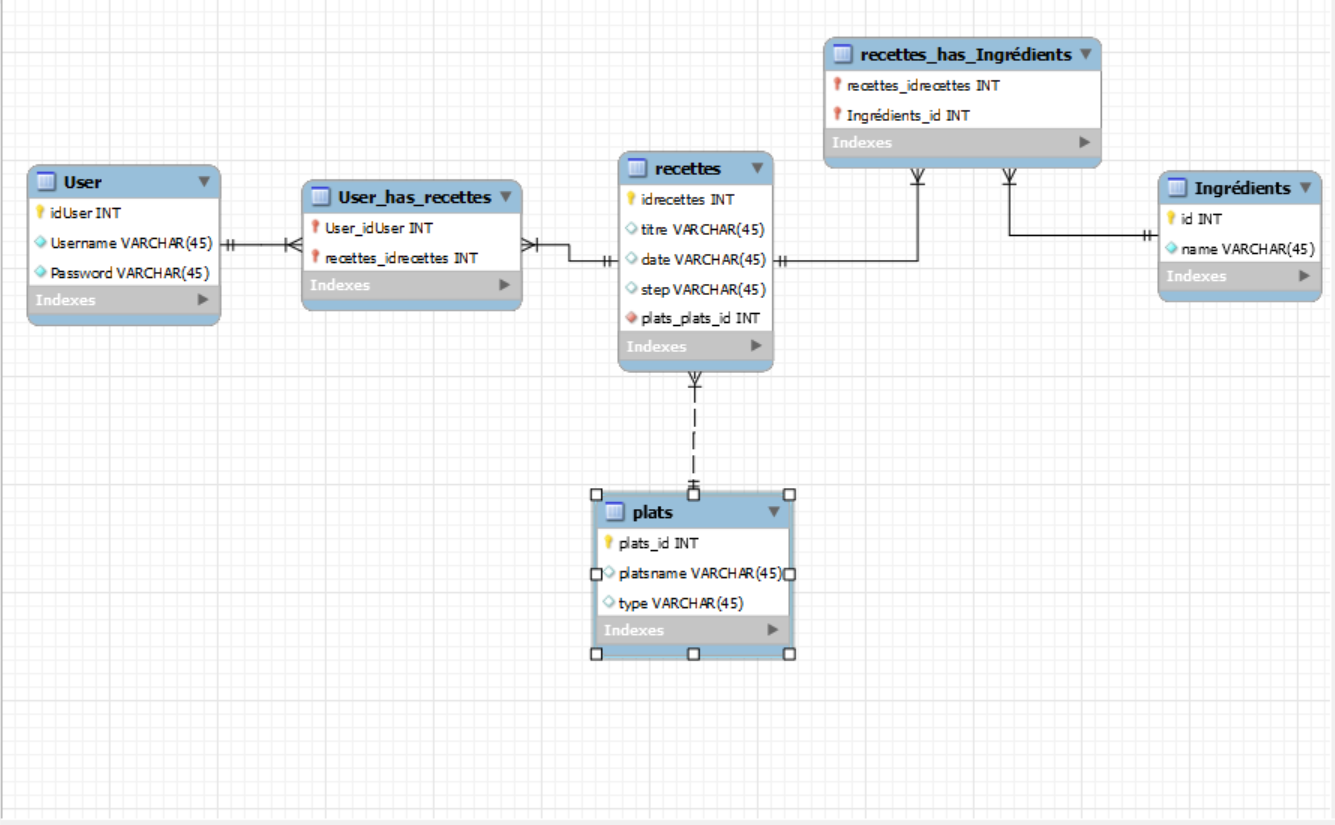 User
idUser INT
Username VARCHAR(45)
Password VARCHAR(45)
Indexes
User_has_recettes
User_idUser INT
recettes_idrecettes INT
Indexes
recettes
idrecettes INT
titre VARCHAR(45)
date VARCHAR(45)
step VARCHAR(45)
plats_plats_id INT
Indexes
recettes_has_Ingrédients
recettes_idrecettes INT
Ingrédients_id INT
Indexes
Ingrédients
id INT
name VARCHAR(45)
Indexes
plats
plats_id INT
platsname VARCHAR(45)
type VARCHAR(45)
Indexes